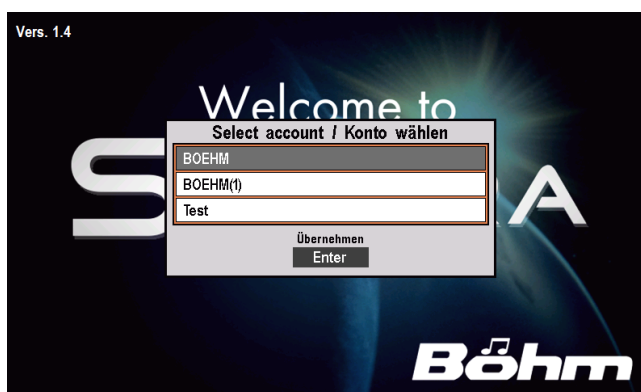 Vers. 1.4
Welcome to
Select account / Konto wählen
BOEHM
BOEHM(1)
Test
Übernehmen
Enter
Böhm